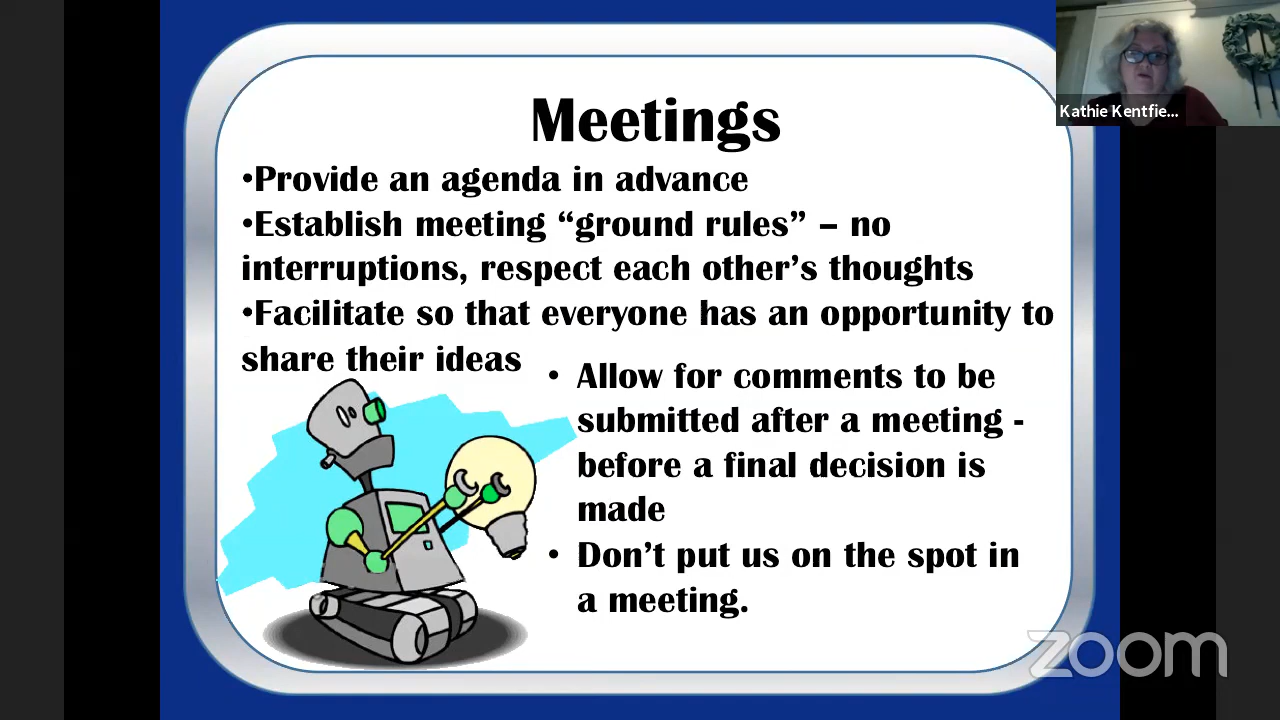 Meetings
•Provide an agenda in advance
•Establish meeting “ground rules” – no
interruptions, respect each other’s thoughts
•Facilitate so that everyone has an opportunity to
share their ideas
• Allow for comments to be
submitted after a meeting -
before a final decision is
made
• Don’t put us on the spot in
a meeting.
Kathie Kentfie...
zoom